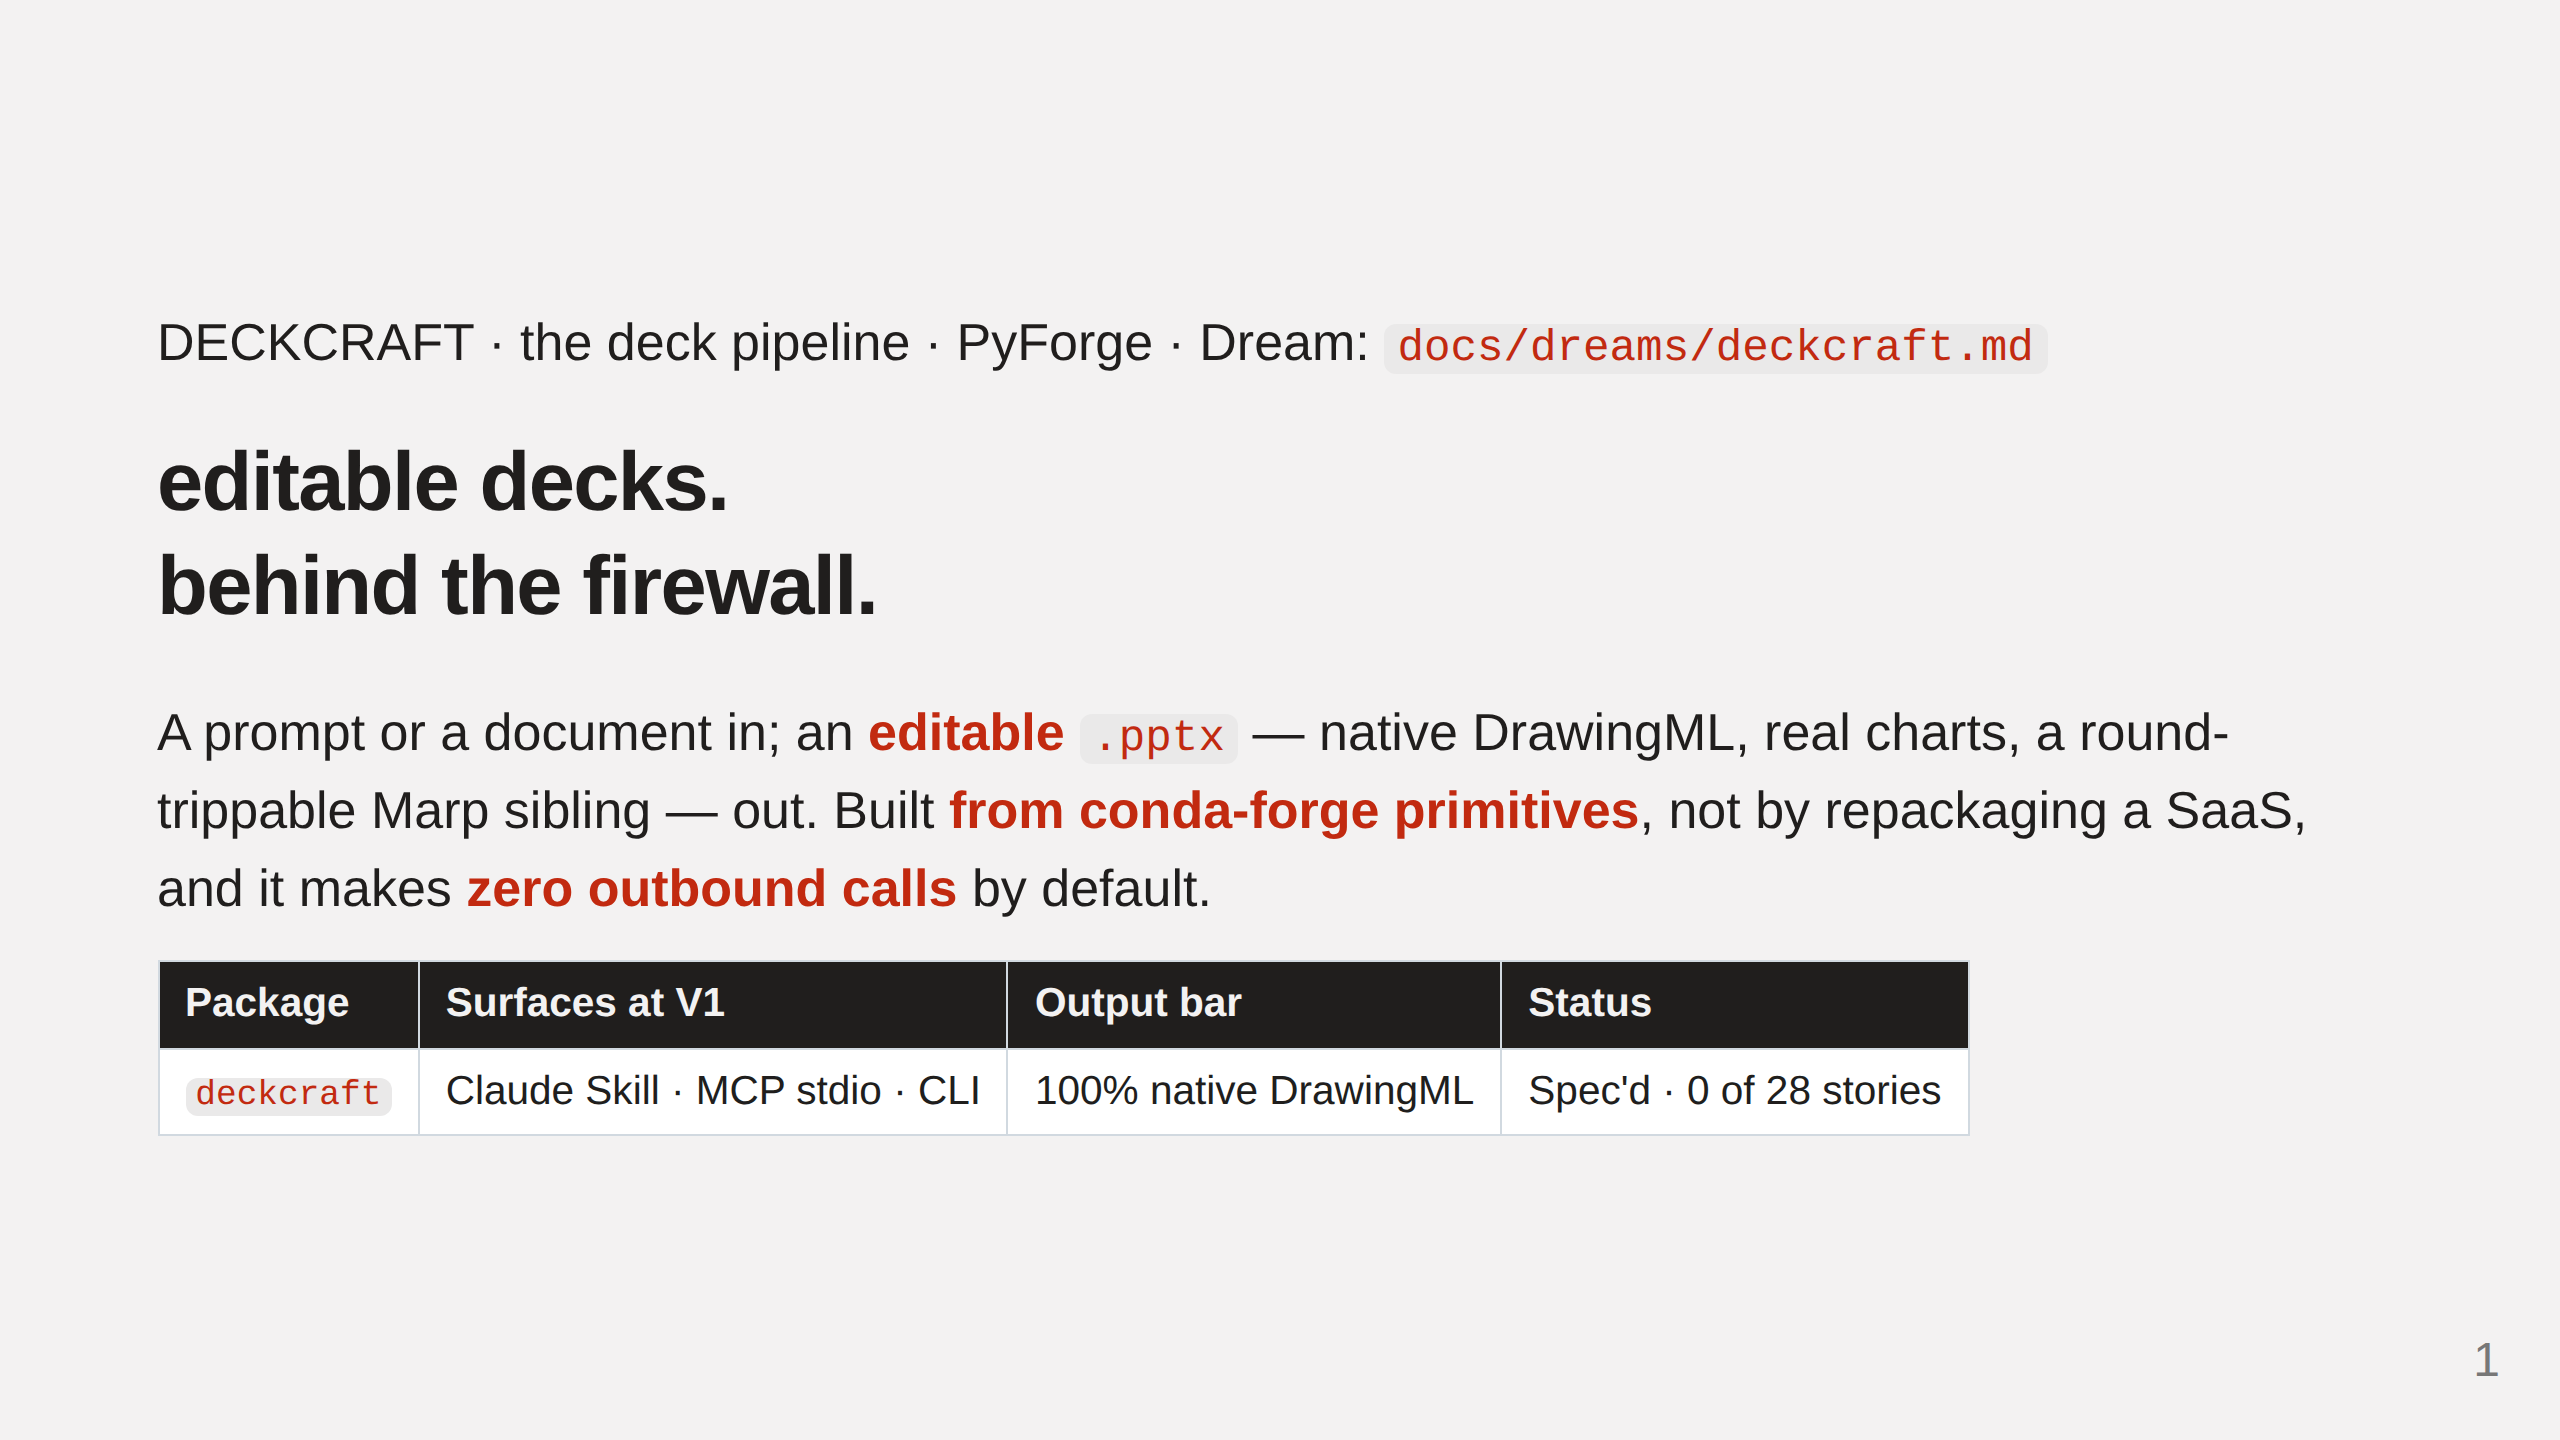 DECKCRAFT · the deck pipeline · PyForge · Dream: docs/dreams/deckcraft.md
editable decks.
behind the firewall.
A prompt or a document in; an editable .pptx — native DrawingML, real charts, a round-
trippable Marp sibling — out. Built from conda-forge primitives, not by repackaging a SaaS,
and it makes zero outbound calls by default.
Package Surfaces at V1 Output bar Status
deckcraft Claude Skill · MCP stdio · CLI 100% native DrawingML Spec'd · 0 of 28 stories
1